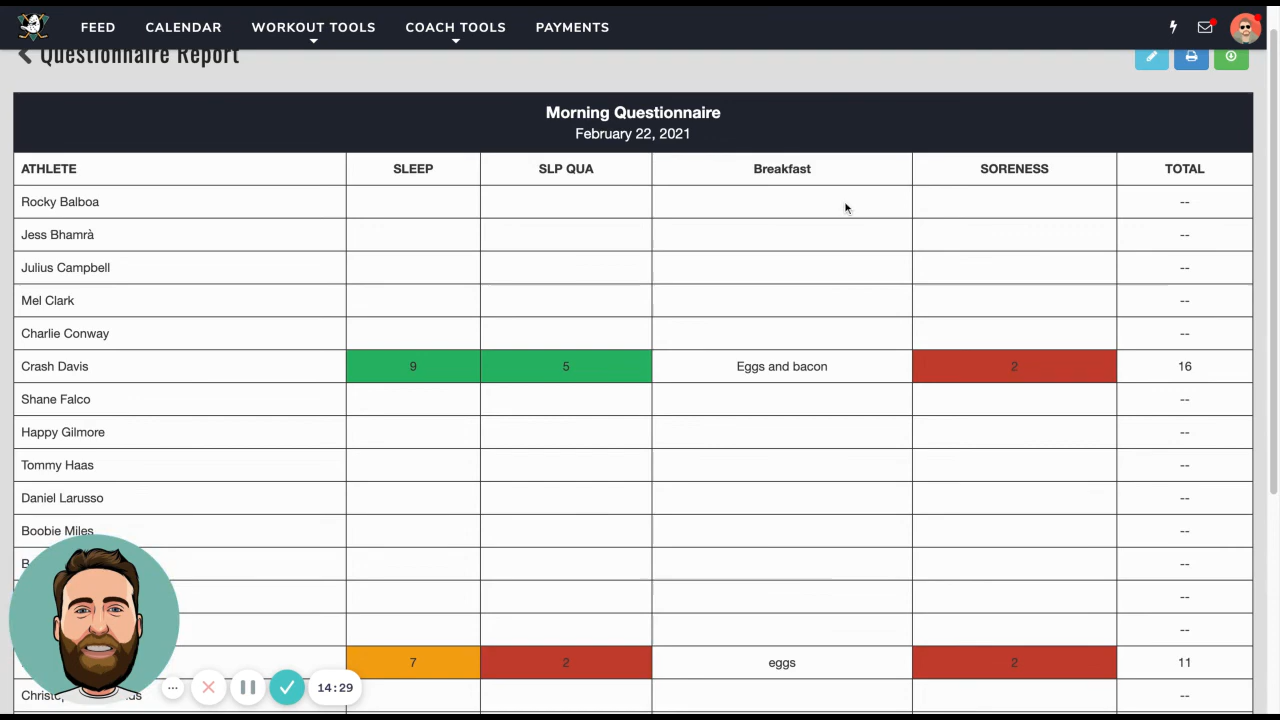 FEED CALENDAR WORKOUT TOOLS COACH TOOLS PAYMENTS
Questionnaire Report
Morning Questionnaire
February 22, 2021
ATHLETE SLEEP SLP QUA Breakfast SORENESS TOTAL
Rocky Balboa --
Jess Bhamrà --
Julius Campbell --
Mel Clark --
Charlie Conway --
Crash Davis 9 5 Eggs and bacon 2 16
Shane Falco --
Happy Gilmore --
Tommy Haas --
Daniel Larusso --
Boobie Miles --
--
--
--
7 2 eggs 2 11
--
14:29